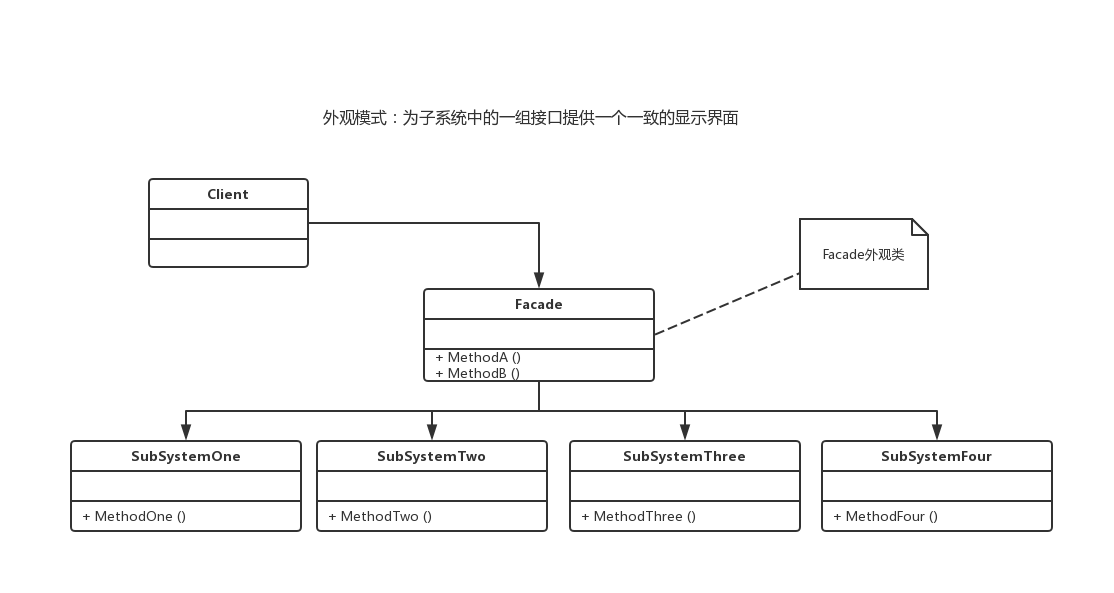 外观模式：为子系统中的一组接口提供一个一致的显示界面
Client
Facade外观类
Facade
+ MethodA ()
+ MethodB ()
SubSystemOne
+ MethodOne ()
SubSystemTwo
+ MethodTwo ()
SubSystemThree
+ MethodThree ()
SubSystemFour
+ MethodFour ()